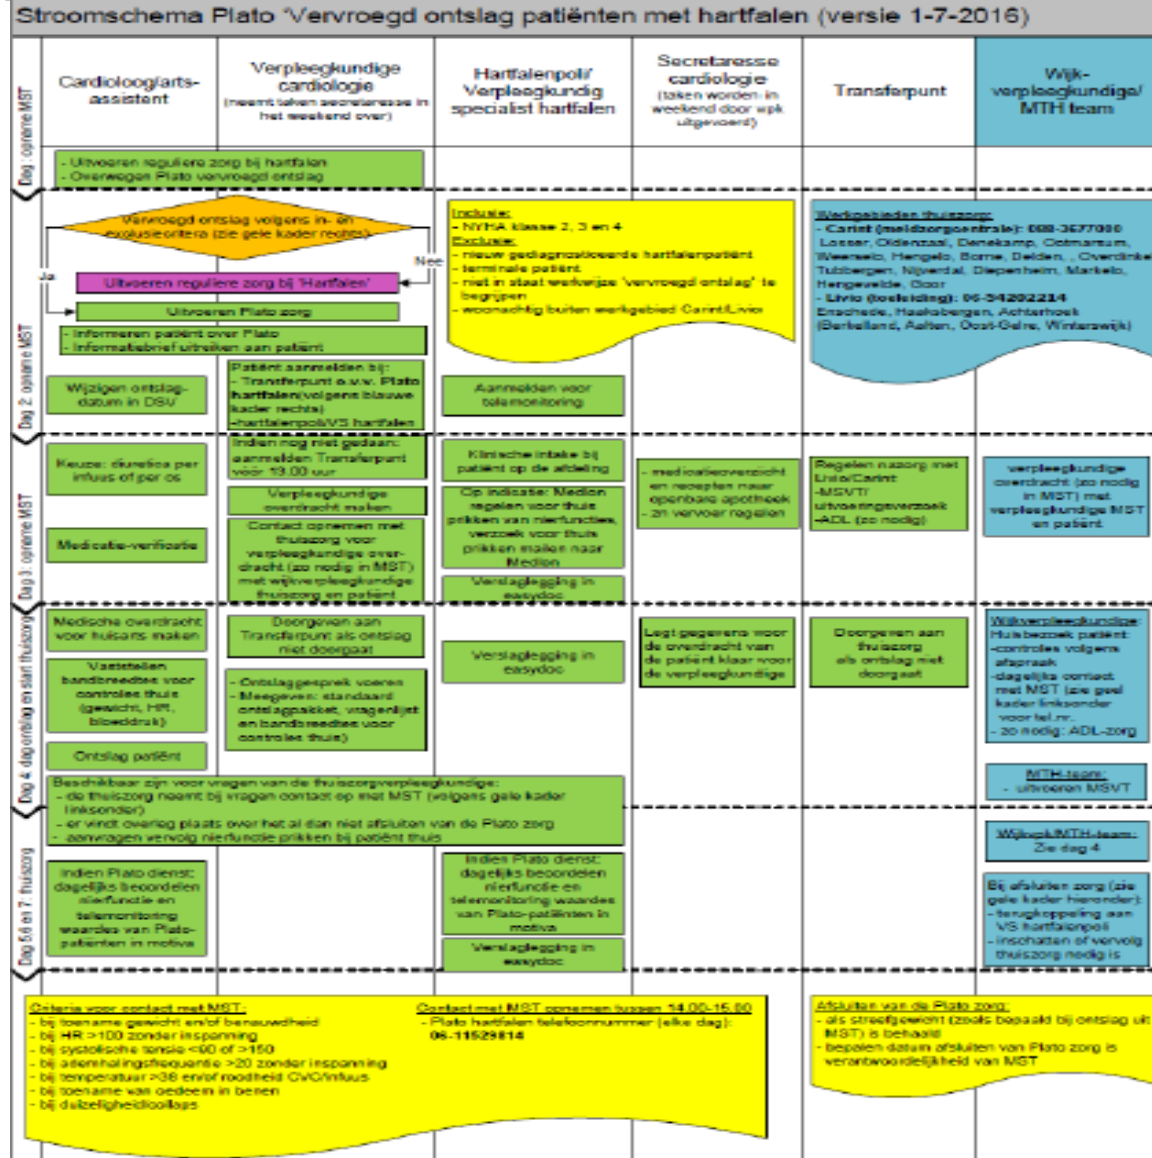 Stroomschema Plato 'Vervroegd ontslag patiënten met hartfalen (versie 1-7-2016)
Dag : opname MST
Cardioloog/arts-
assistent
Verpleegkundige
cardiologie
(neemt taken secretaresse in
het weekend over)
Hartfalenpoli/
Verpleegkundig
specialist hartfalen
Secretaresse
cardiologie
(taken worden in
weekend door vpk
uitgevoerd)
Transferpunt
Wijk-
verpleegkundige/
MTH team
- Uitvoeren reguliere zorg bij hartfalen
- Overwegen Plato vervroegd ontslag
Dag 2: opname MST
Vervroegd ontslag volgens in- en
exclusiecriteria (zie gele kader rechts)
Ja
Nee
Uitvoeren reguliere zorg bij 'Hartfalen'
Uitvoeren Plato zorg
- Informeren patiënt over Plato
- Informatiebrief uitreiken aan patiënt
Wijzigen ontslag-
datum in DSV
Patiënt aanmelden bij:
- Transferpunt o.v.v. Plato
hartfalen(volgens blauwe
kader rechts)
-hartfalenpoli/VS hartfalen
Inclusie:
- NYHA klasse 2, 3 en 4
Exclusie:
- nieuw gediagnosticeerde hartfalenpatiënt
- terminale patiënt
- niet in staat werkwijze 'vervroegd ontslag' te
begrijpen
- woonachtig buiten werkgebied Carint/Livio
Aanmelden voor
telemonitoring
Werkgebieden thuiszorg:
- Carint (meldzorgcentrale): 088-3677000
Losser, Oldenzaal, Denekamp, Ootmarsum,
Weerselo, Hengelo, Borne, Delden, , Overdinkel
Tubbergen, Nijverdal, Diepenheim, Markelo,
Hengevelde, Goor
- Livio (toeleiding): 06-54202214
Enschede, Haaksbergen, Achterhoek
(Berkelland, Aalten, Oost-Gelre, Winterswijk)
Dag 3: opname MST
Keuze: diuretica per
infuus of per os
Medicatie-verificatie
Indien nog niet gedaan:
aanmelden Transferpunt
vóór 13.00 uur
Verpleegkundige
overdracht maken
Contact opnemen met
thuiszorg voor
verpleegkundige over-
dracht (zo nodig in MST)
met wijkverpleegkundige
thuiszorg en patiënt
Klinische intake bij
patiënt op de afdeling
Op indicatie: Medlon
regelen voor thuis
prikken van nierfuncties,
verzoek voor thuis
prikken mailen naar
Medlon
Verslaglegging in
easydoc
- medicatieoverzicht
en recepten naar
openbare apotheek
- zn vervoer regelen
Regelen nazorg met
Livio/Carint
-MSVT/
uitvoeringsverzoek
-ADL (zo nodig)
verpleegkundige
overdracht (zo nodig
in MST) met
verpleegkundige MST
en patiënt
Dag 4: dag ontslag en start thuiszorg
Medische overdracht
voor huisarts maken
Vaststellen
bandbreedtes voor
controles thuis
(gewicht, HR,
bloeddruk)
Ontslag patiënt
Doorgeven aan
Transferpunt als ontslag
niet doorgaat
- Ontslaggesprek voeren
- Meegeven: standaard
ontslagpakket, vragenlijst
en bandbreedtes voor
controles thuis)
Verslaglegging in
easydoc
Legt gegevens voor
de overdracht van
de patiënt klaar voor
de verpleegkundige
Doorgeven aan
thuiszorg
als ontslag niet
doorgaat
Wijkverpleegkundige:
Huisbezoek patiënt:
-controles volgens
afspraak
-dagelijks contact
met MST (zie geel
kader linksonder
voor tel.nr.
- zo nodig: ADL-zorg
MTH-team:
- uitvoeren MSVT
Beschikbaar zijn voor vragen van de thuiszorgverpleegkundige:
- de thuiszorg neemt bij vragen contact op met MST (volgens gele kader
linksonder)
- er vindt overleg plaats over het al dan niet afsluiten van de Plato zorg
- aanvragen vervolg nierfunctie prikken bij patiënt thuis
Dag 5,6 en 7: thuiszorg
Indien Plato dienst:
dagelijks beoordelen
nierfunctie en
telemonitoring
waardes van Plato-
patiënten in motiva
Indien Plato dienst:
dagelijks beoordelen
nierfunctie en
telemonitoring waardes
van Plato-patiënten in
motiva
Verslaglegging in
easydoc
Wijkvpk/MTH-team:
Zie dag 4
Bij afsluiten zorg (zie
gele kader hieronder):
- terugkoppeling aan
VS hartfalenpoli
- inschatten of vervolg
thuiszorg nodig is
Criteria voor contact met MST:
- bij toename gewicht en/of benauwdheid
- bij HR >100 zonder inspanning
- bij systolische tensie <90 of >150
- bij ademhalingsfrequentie >20 zonder inspanning
- bij temperatuur >38 en/of roodheid CVC/infuus
- bij toename van oedeem in benen
- bij duizeligheid/collaps
Contact met MST opnemen tussen 14.00-15.00
- Plato hartfalen telefoonnummer (elke dag):
06-11529814
Afsluiten van de Plato zorg:
- als streefgewicht (zoals bepaald bij ontslag uit
MST) is behaald
- bepalen datum afsluiten van Plato zorg is
verantwoordelijkheid van MST